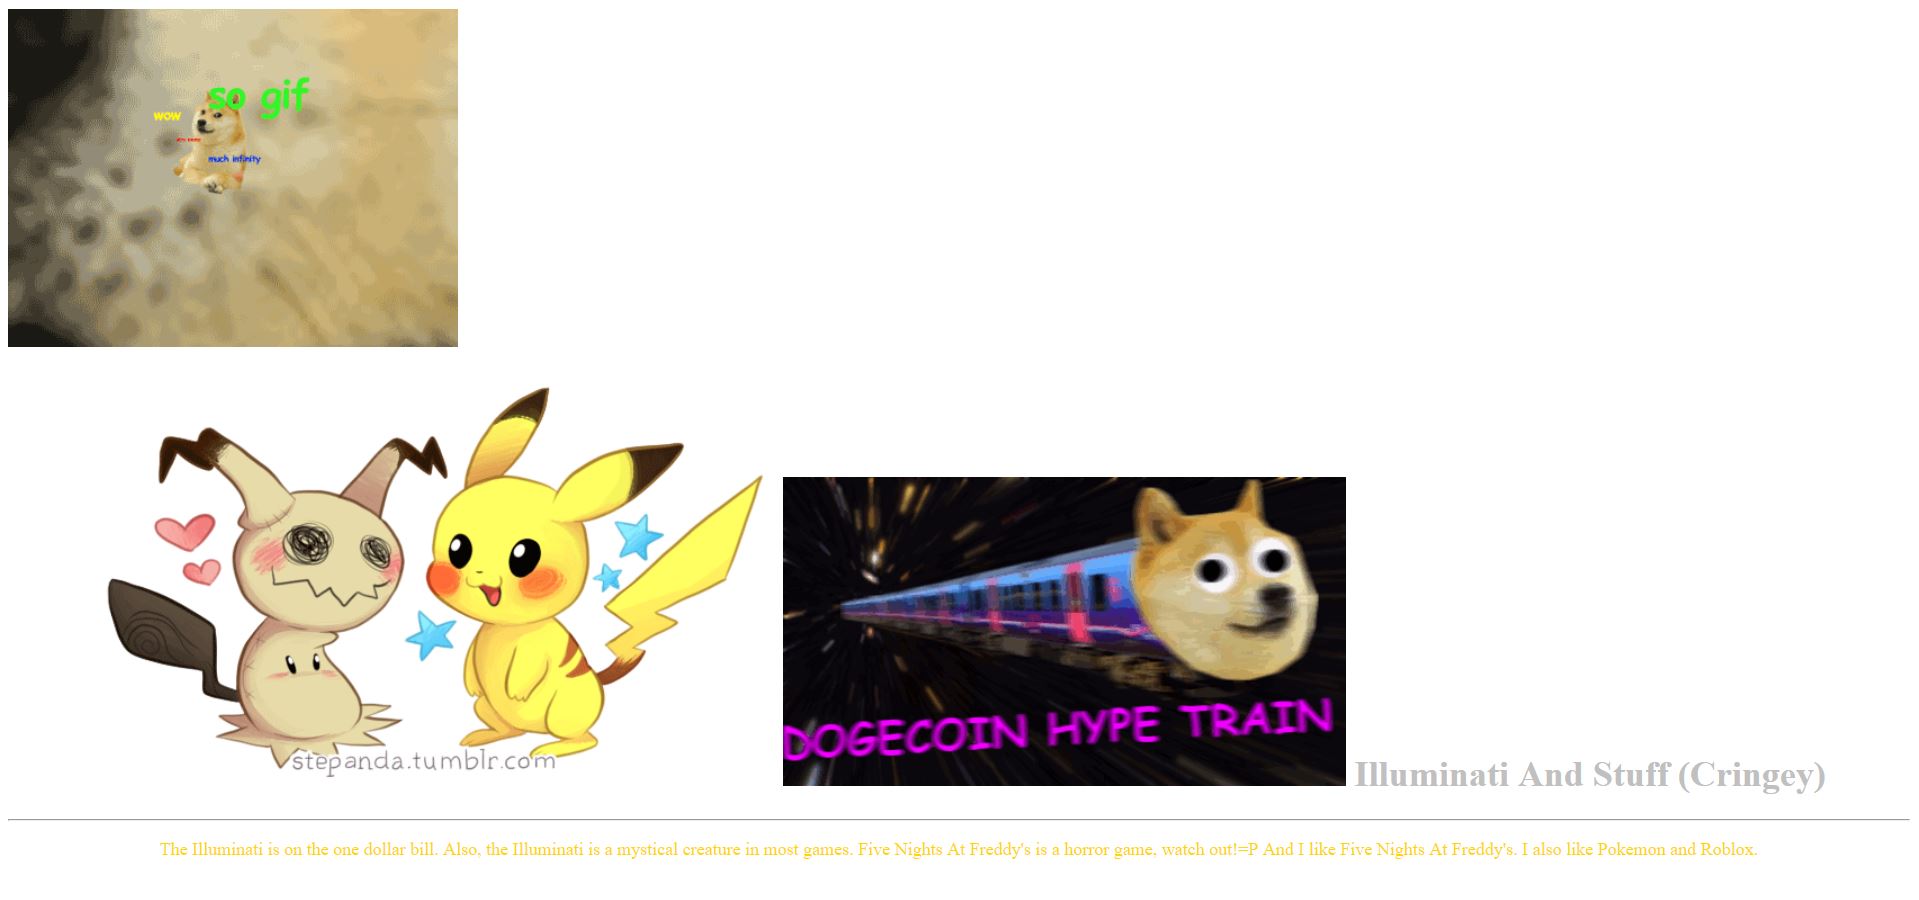 so gif
wow
much infinity
stepanda.tumblr.com
DOGECOIN HYPE TRAIN
Illuminati And Stuff (Cringey)
The Illuminati is on the one dollar bill. Also, the Illuminati is a mystical creature in most games. Five Nights At Freddy's is a horror game, watch out!=P And I like Five Nights At Freddy's. I also like Pokemon and Roblox.